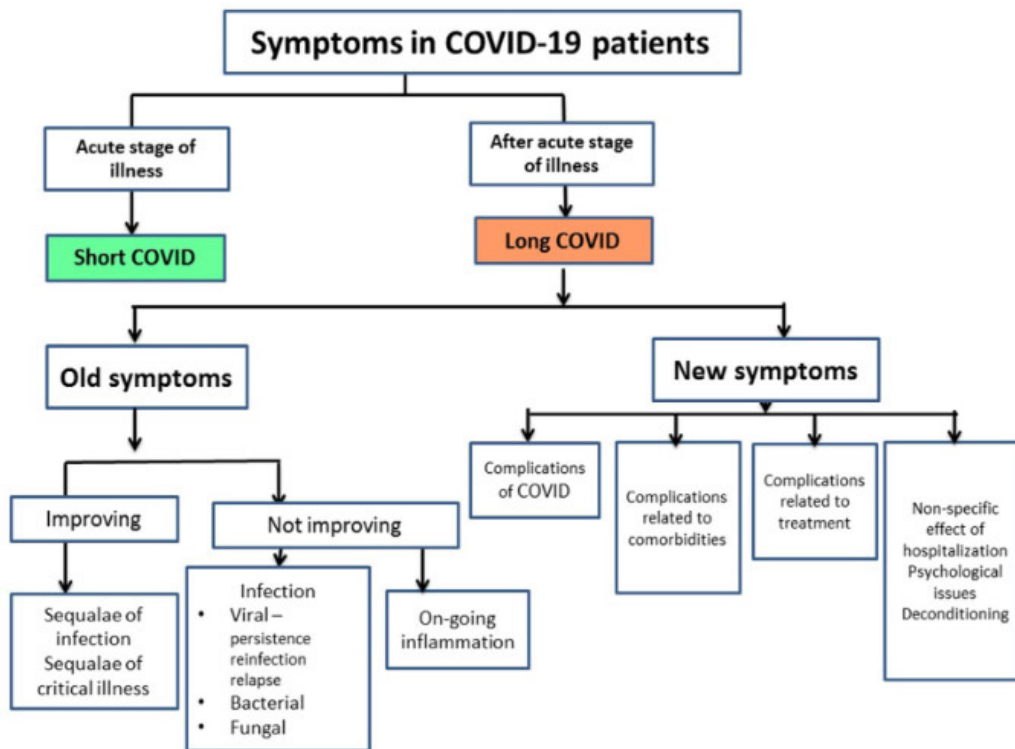 Symptoms in COVID-19 patients
Acute stage of
illness
After acute stage
of illness
Short COVID
Long COVID
Old symptoms
New symptoms
Improving
Not improving
Complications
of COVID
Complications
related to
comorbidities
Complications
related to
treatment
Non-specific
effect of
hospitalization
Psychological
issues
Deconditioning
Sequalae of
infection
Sequalae of
critical illness
Infection
• Viral –
persistence
reinfection
relapse
• Bacterial
• Fungal
On-going
inflammation